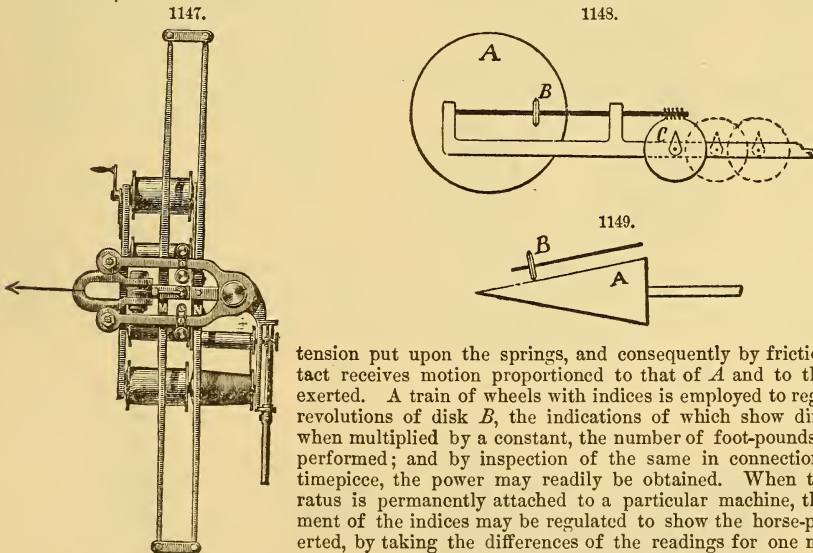 1147.
1148.
A
B
C
1149.
B
A
M N
tension put upon the springs, and consequently by frictio
tact receives motion proportioned to that of A and to th
exerted. A train of wheels with indices is employed to reg
revolutions of disk B, the indications of which show di
when multiplied by a constant, the number of foot-pounds
performed; and by inspection of the same in connection
timepiece, the power may readily be obtained. When t
ratus is permanently attached to a particular machine, th
ment of the indices may be regulated to show the horse-p
erted, by taking the differences of the readings for one m